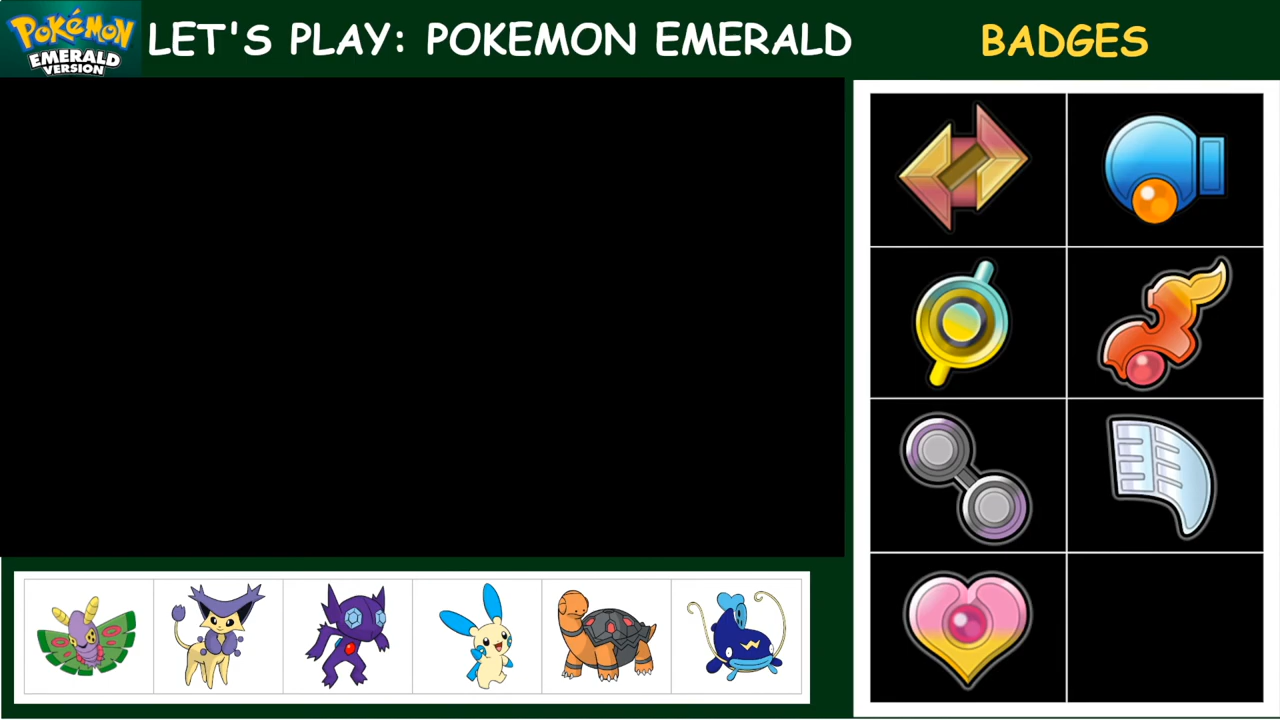 POKéMON
EMERALD
VERSION
LET'S PLAY: POKEMON EMERALD
BADGES